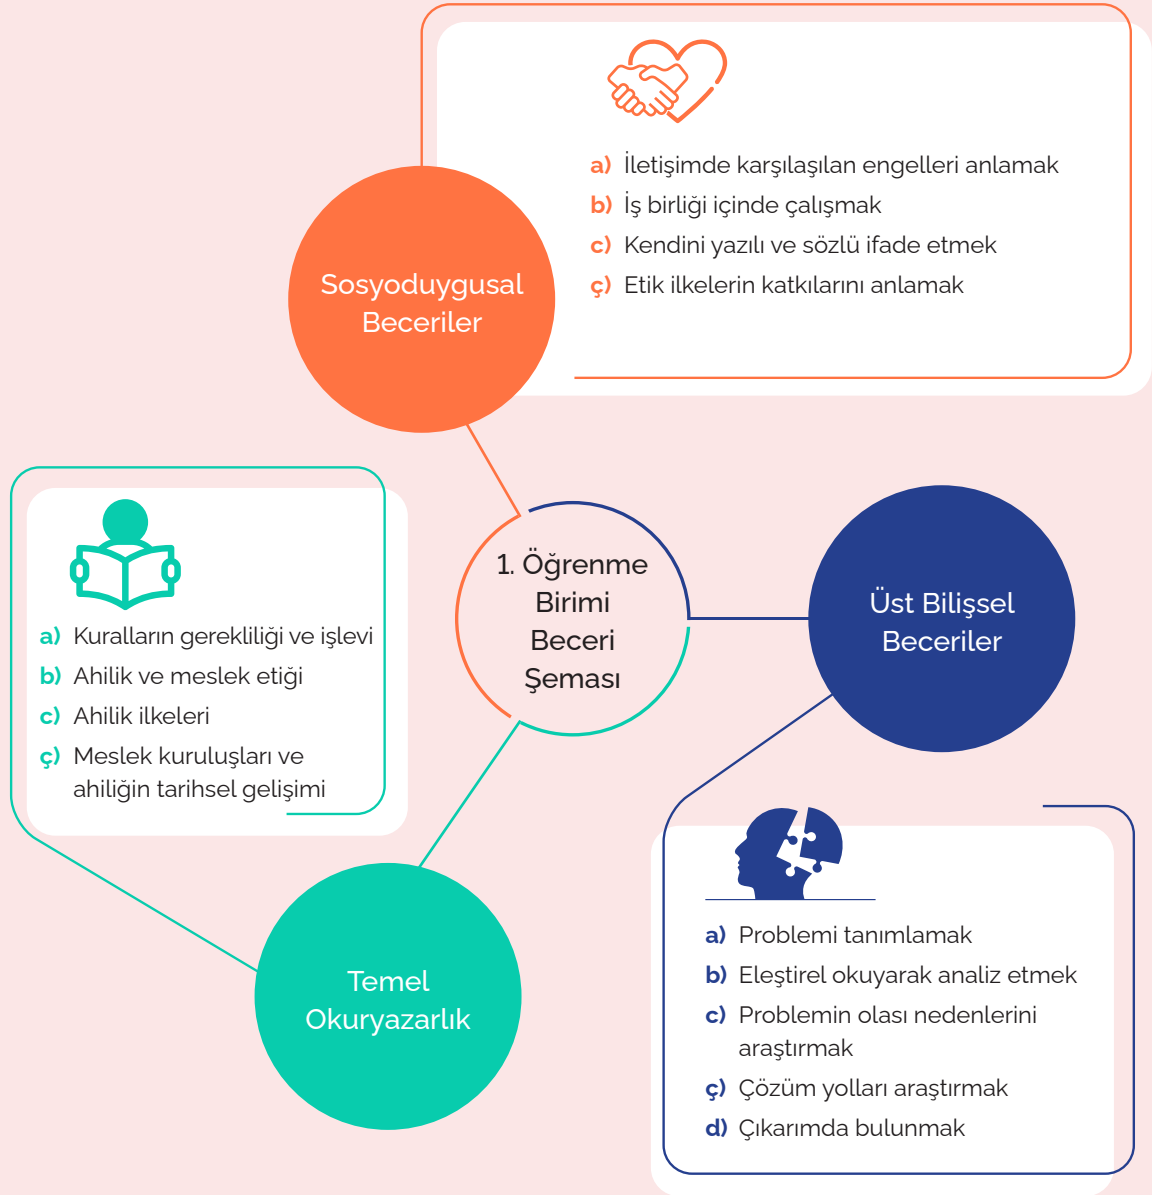 a) İletişimde karşılaşılan engelleri anlamak
b) İş birliği içinde çalışmak
c) Kendini yazılı ve sözlü ifade etmek
ç) Etik ilkelerin katkılarını anlamak
Sosyoduygusal
Beceriler
1. Öğrenme
Birimi
Beceri
Şeması
Üst Bilişsel
Beceriler
a) Kuralların gerekliliği ve işlevi
b) Ahilik ve meslek etiği
c) Ahilik ilkeleri
ç) Meslek kuruluşları ve
ahiliğin tarihsel gelişimi
Temel
Okuryazarlık
a) Problemi tanımlamak
b) Eleştirel okuyarak analiz etmek
c) Problemin olası nedenlerini
araştırmak
ç) Çözüm yolları araştırmak
d) Çıkarımda bulunmak